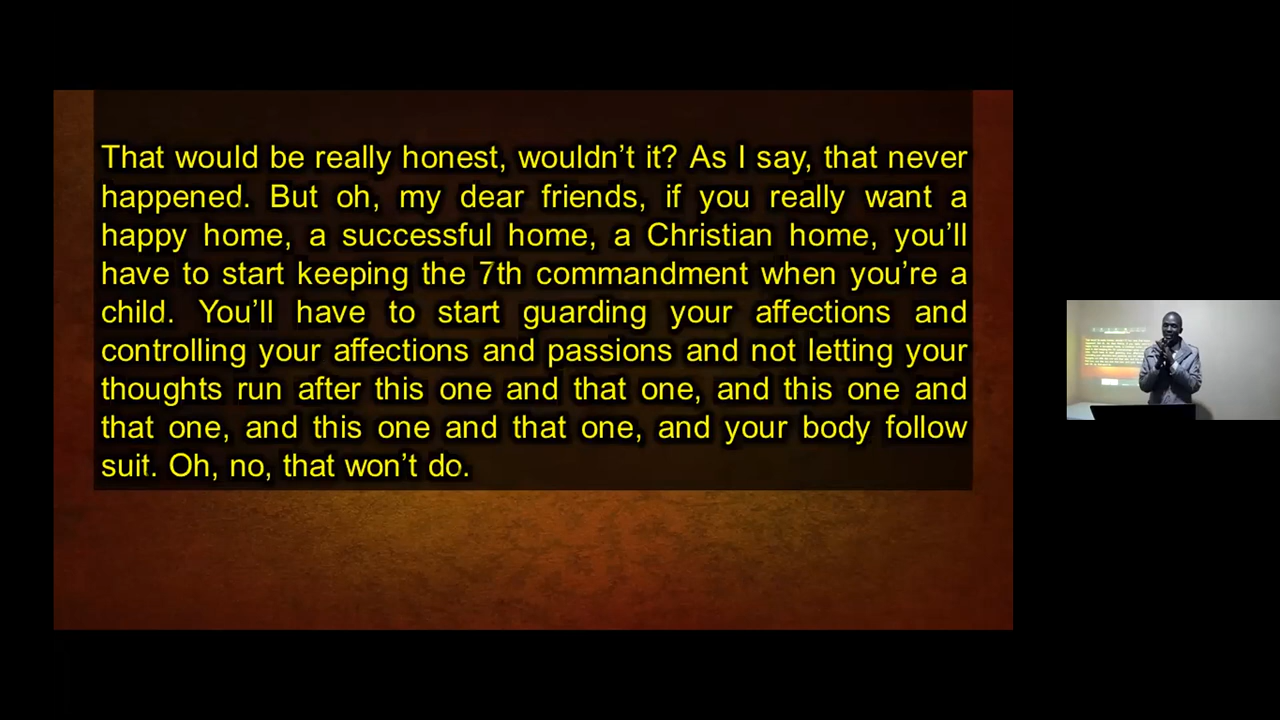 That would be really honest, wouldn’t it? As I say, that never
happened. But oh, my dear friends, if you really want a
happy home, a successful home, a Christian home, you’ll
have to start keeping the 7th commandment when you’re a
child. You’ll have to start guarding your affections and
controlling your affections and passions and not letting your
thoughts run after this one and that one, and this one and
that one, and this one and that one, and your body follow
suit. Oh, no, that won’t do.